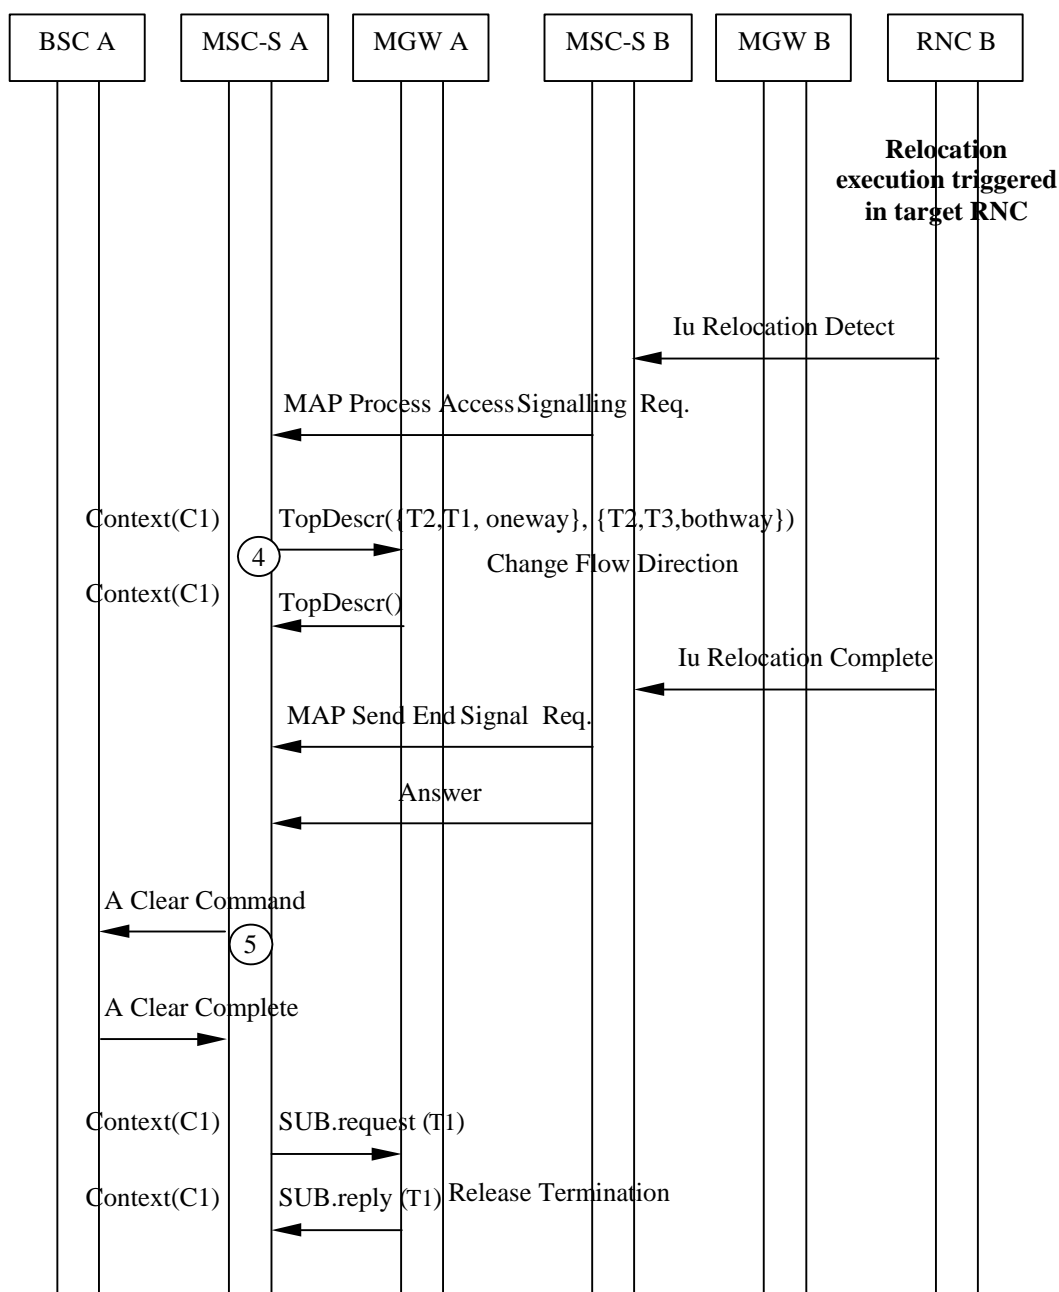 BSC A
MSC-S A
MGW A
MSC-S B
MGW B
RNC B
Relocation
execution triggered
in target RNC
Iu Relocation Detect
MAP Process Access Signalling Req.
Context(C1)
TopDescr({T2,T1, oneway}, {T2,T3,bothway})
4
Change Flow Direction
Context(C1)
TopDescr()
Iu Relocation Complete
MAP Send End Signal Req.
Answer
A Clear Command
5
A Clear Complete
Context(C1)
SUB.request (T1)
Context(C1)
SUB.reply (T1)
Release Termination